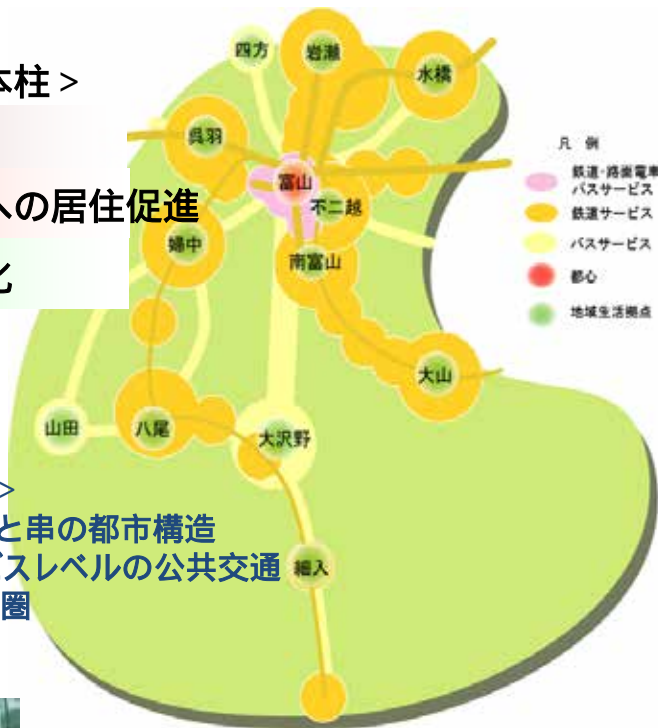 本柱＞
への居住促進
化
＞
と串の都市構造
ビスレベルの公共交通
圏
四方
岩瀬
水橋
呉羽
富山
不二越
婦中
南富山
大山
山田
八尾
大沢野
細入
凡 例
鉄道・路面電車
バスサービス
鉄道サービス
バスサービス
都心
地域生活拠点